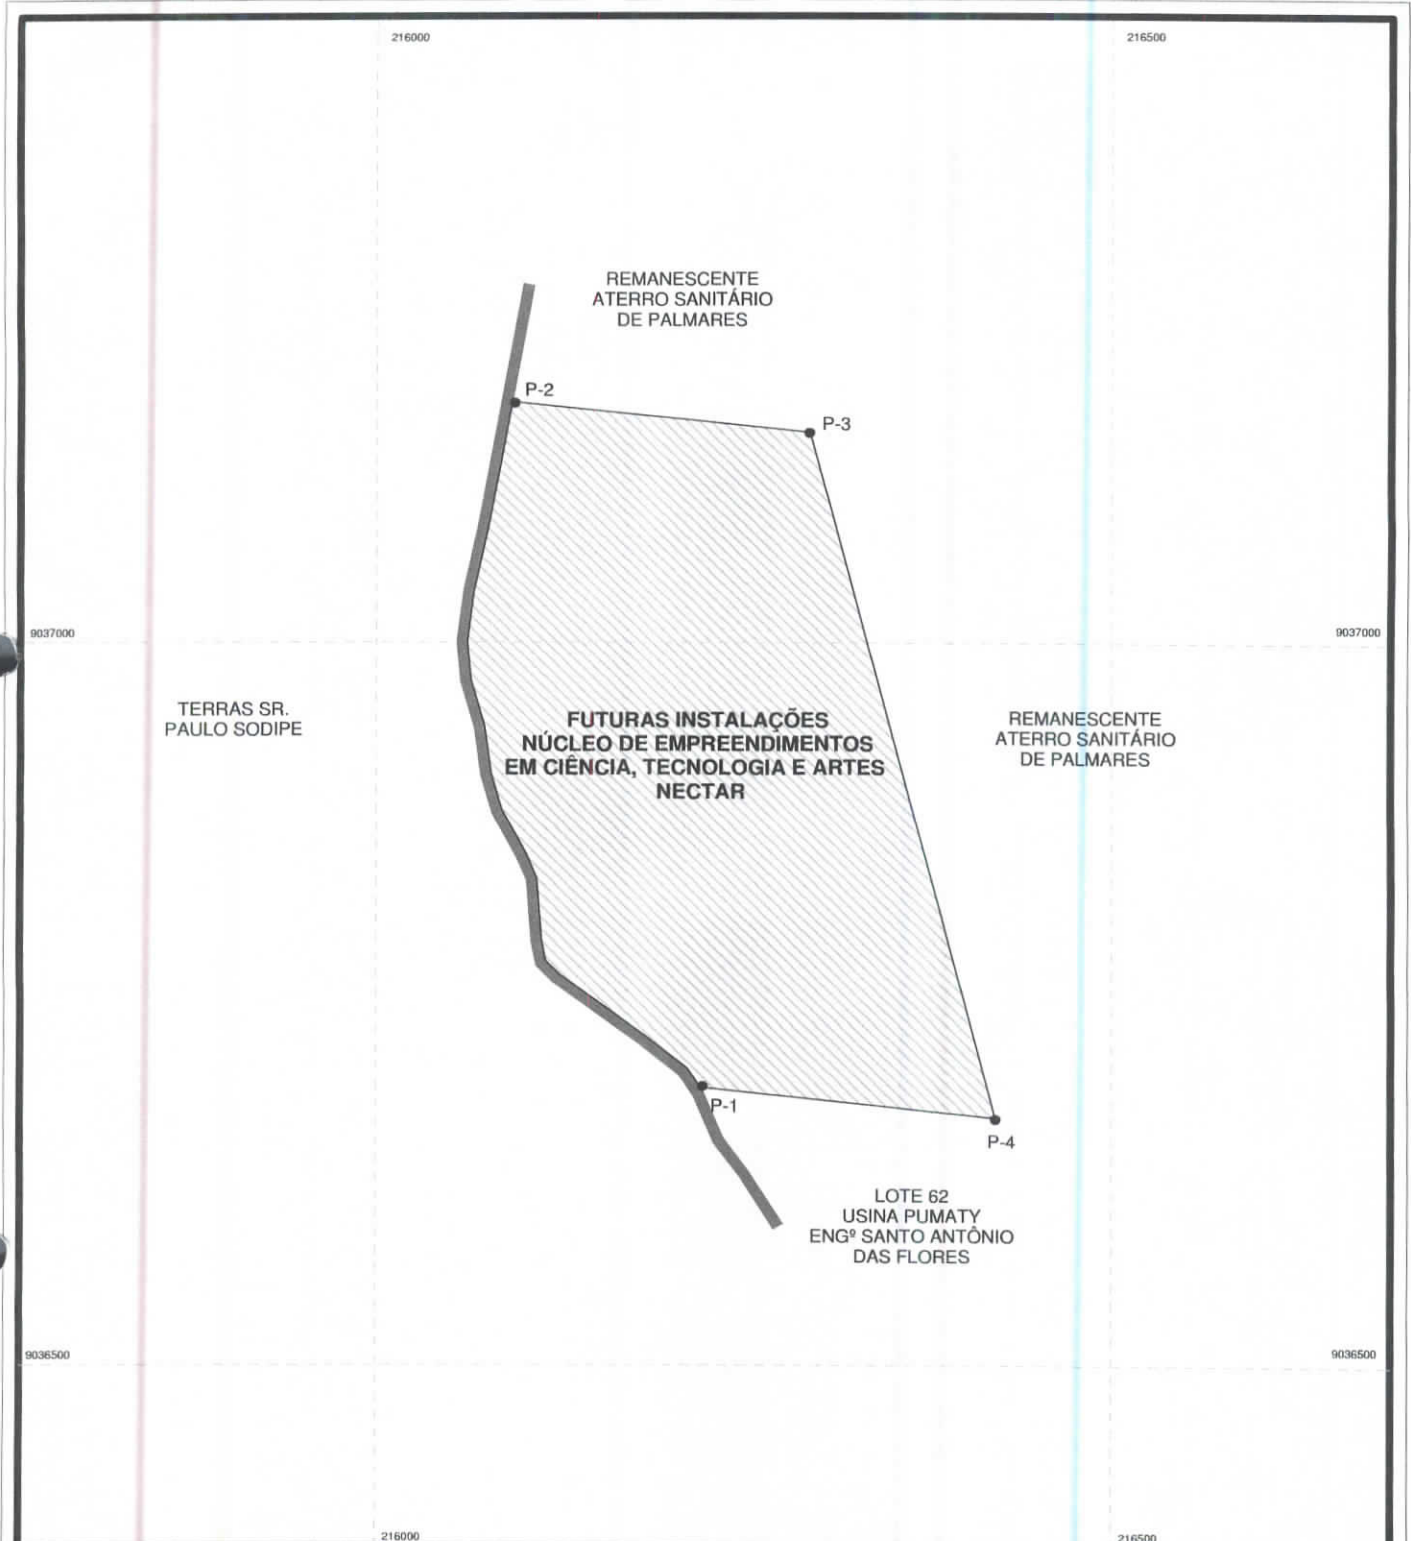 216000
216500
REMANESCENTE
ATERRO SANITÁRIO
DE PALMARES
P-2
P-3
9037000
9037000
TERRAS SR.
PAULO SODIPE
FUTURAS INSTALAÇÕES
NÚCLEO DE EMPREENDIMENTOS
EM CIÊNCIA, TECNOLOGIA E ARTES
NECTAR
REMANESCENTE
ATERRO SANITÁRIO
DE PALMARES
P-1
P-4
LOTE 62
USINA PUMATY
ENGº SANTO ANTÔNIO
DAS FLORES
9036500
9036500
216000
216500